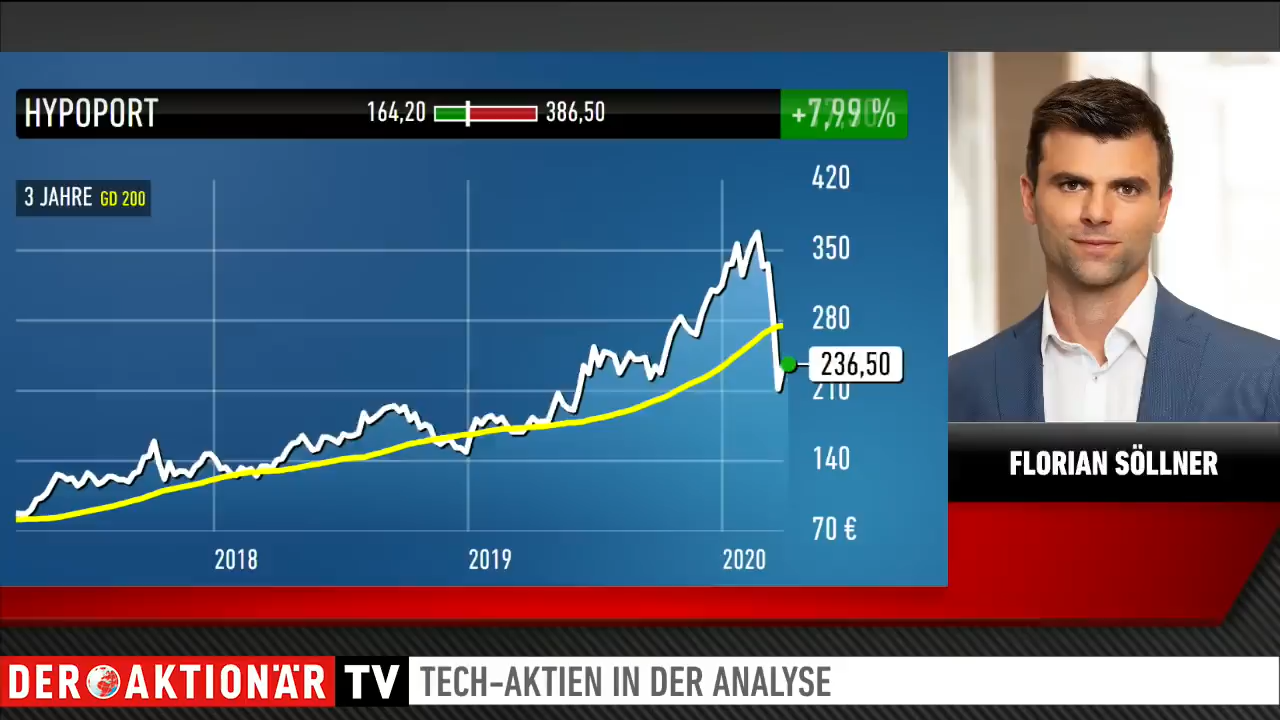 HYPOPORT 164,20 386,50 +7,99 %
3 JAHRE GD 200
420
350
280
236,50
210
140
70 €
2018 2019 2020
FLORIAN SÖLLNER
DER AKTIONÄR TV TECH-AKTIEN IN DER ANALYSE